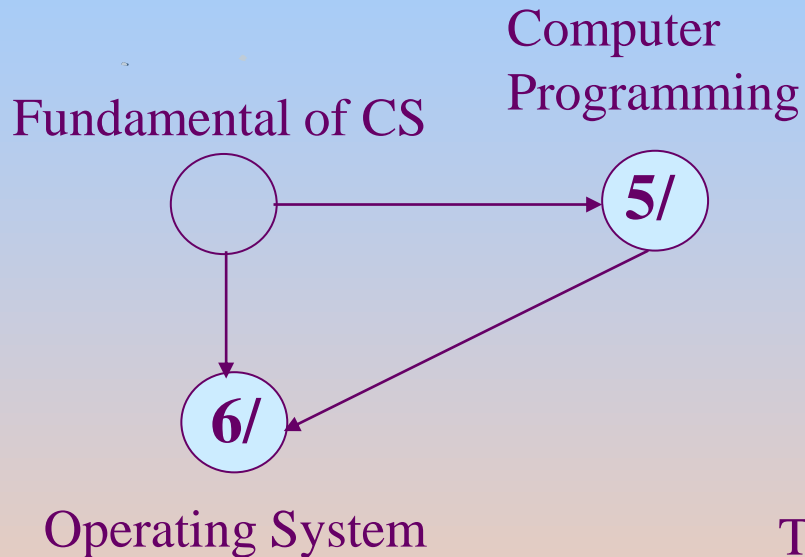 Computer
Programming
Fundamental of CS
5/
6/
Operating System
T